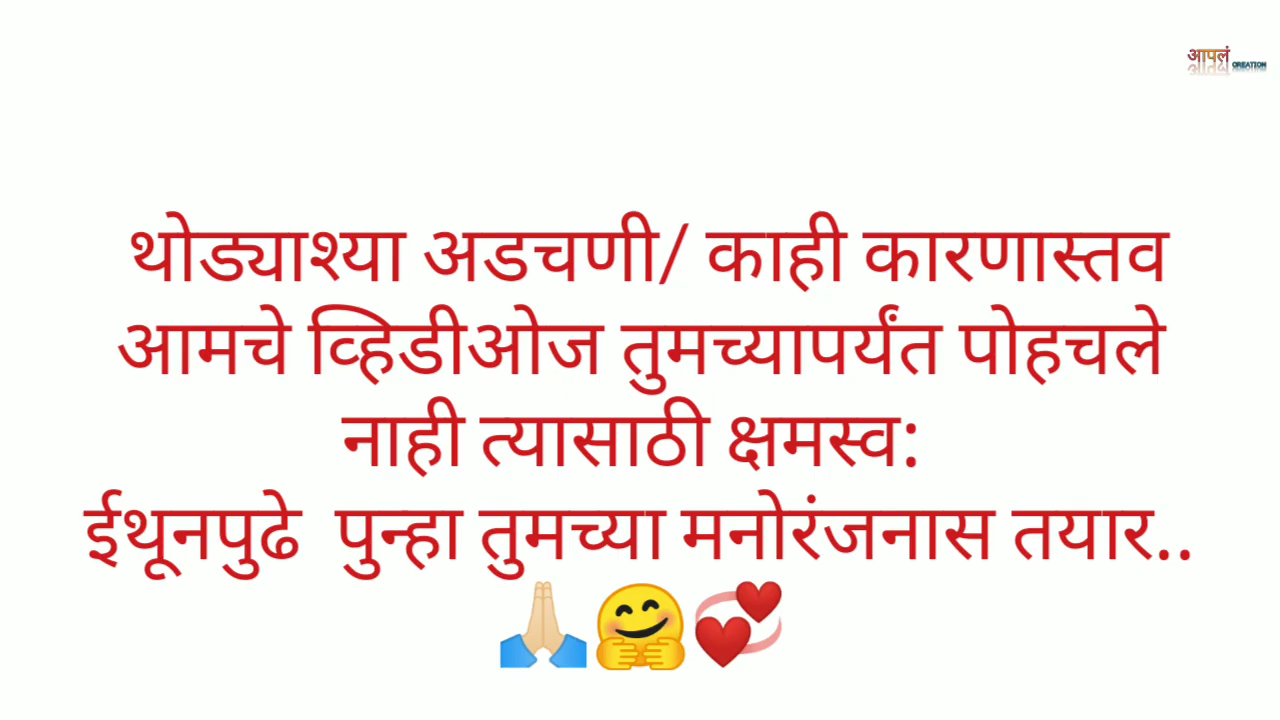 आपलं CREATION
थोड्याश्या अडचणी/ काही कारणास्तव
आमचे व्हिडीओज तुमच्यापर्यंत पोहचले
नाही त्यासाठी क्षमस्व:
ईथूनपुढे पुन्हा तुमच्या मनोरंजनास तयार..
🙏🏼🤗💞